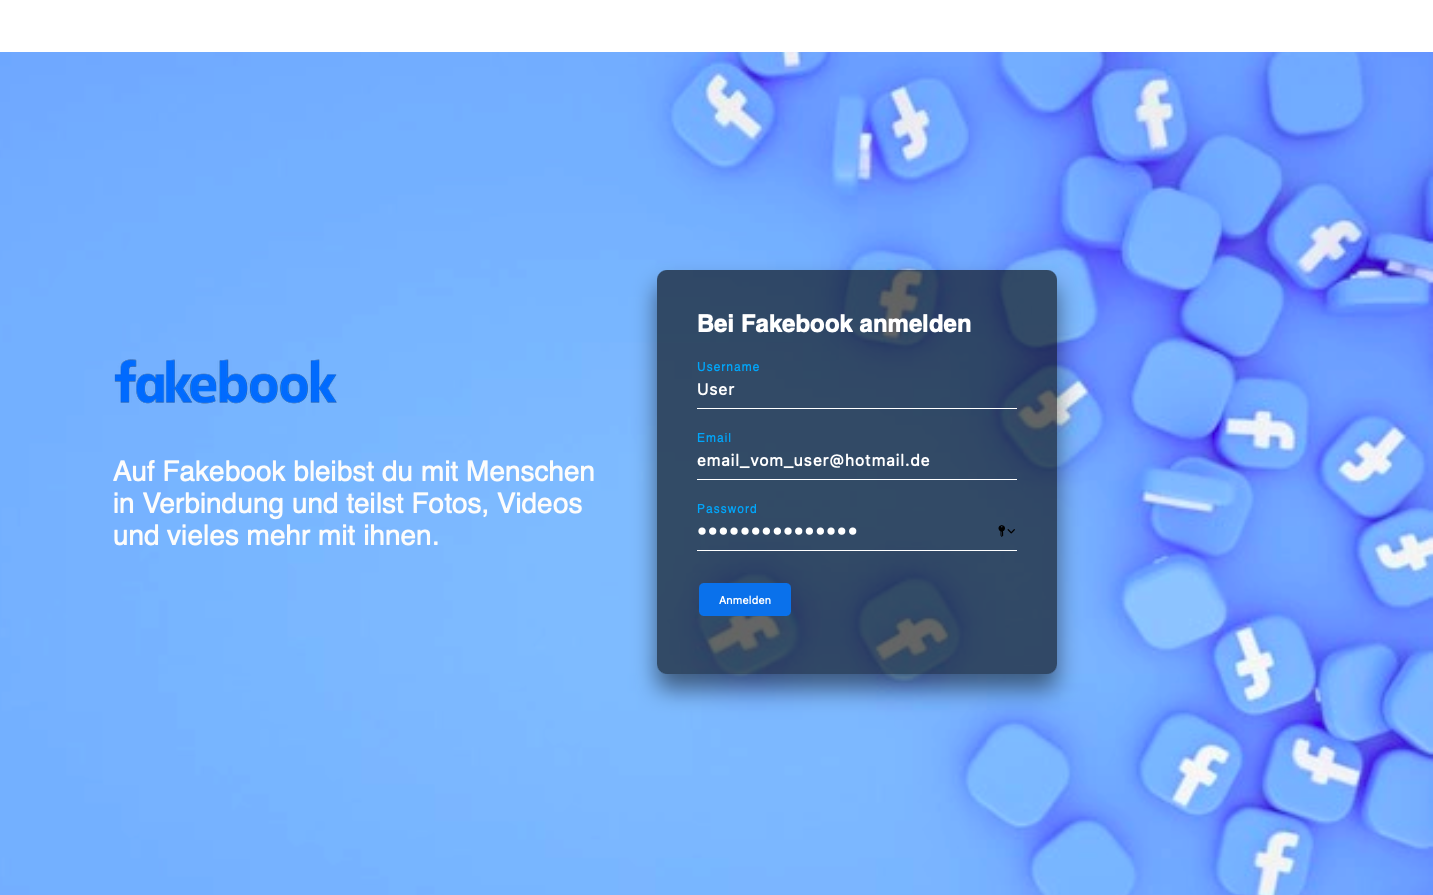 fakebook
Auf Fakebook bleibst du mit Menschen
in Verbindung und teilst Fotos, Videos
und vieles mehr mit ihnen.
Bei Fakebook anmelden
Username
User
Email
email_vom_user@hotmail.de
Password
●●●●●●●●●●●●●●●
Anmelden